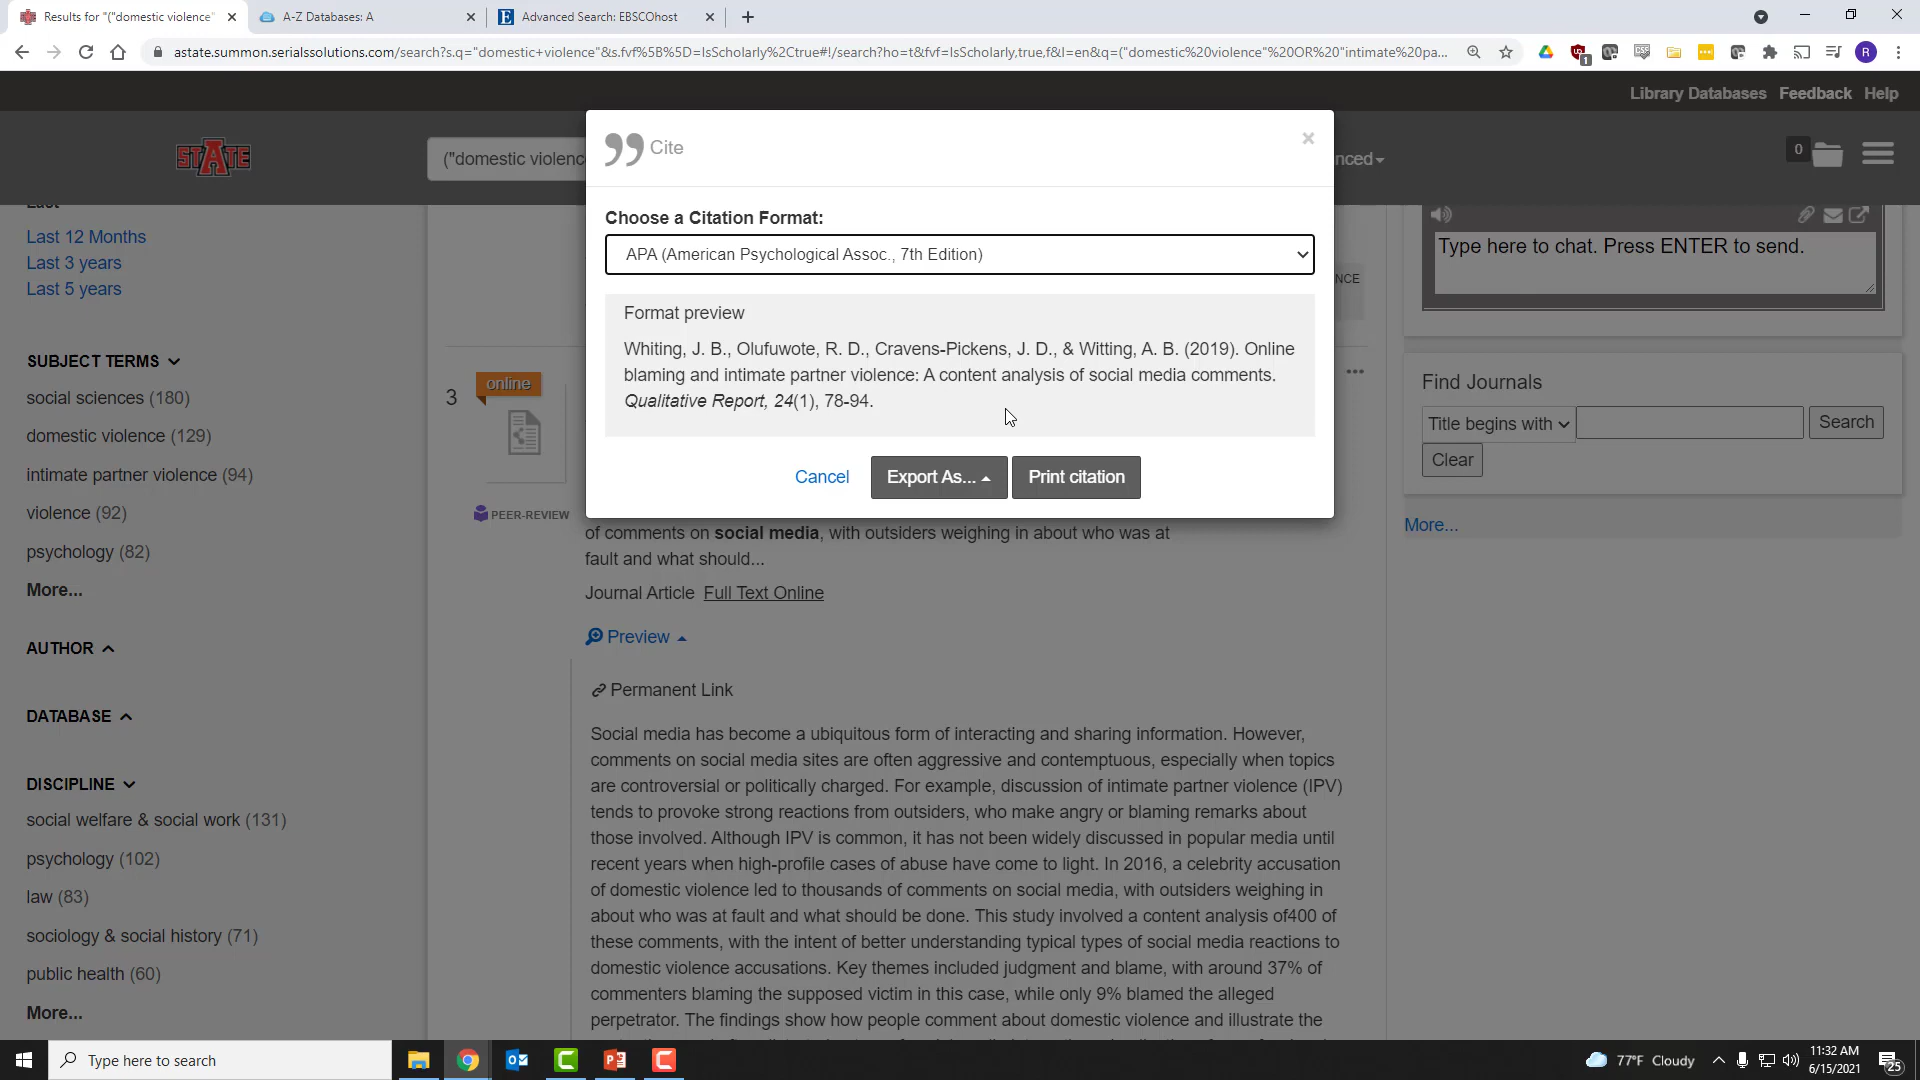 Results for "("domestic violence"
A-Z Databases: A
Advanced Search: EBSCOhost
astate.summon.serialssolutions.com/search?s.q="domestic+violence"&s.fvf%5B%5D=IsScholarly%2Ctrue#!/search?ho=t&fvf=IsScholarly,true,f&l=en&q=("domestic%20violence"%20OR%20"intimate%20pa...
1
R
Library Databases Feedback Help
STATE
("domestic violenc
nced
0
Cite
×
Choose a Citation Format:
APA (American Psychological Assoc., 7th Edition)
Format preview
Whiting, J. B., Olufuwote, R. D., Cravens-Pickens, J. D., & Witting, A. B. (2019). Online
blaming and intimate partner violence: A content analysis of social media comments.
Qualitative Report, 24(1), 78-94.
Cancel
Export As...
Print citation
Last
Last 12 Months
Last 3 years
Last 5 years
SUBJECT TERMS
social sciences (180)
domestic violence (129)
intimate partner violence (94)
violence (92)
psychology (82)
More...
AUTHOR
DATABASE
DISCIPLINE
social welfare & social work (131)
psychology (102)
law (83)
sociology & social history (71)
public health (60)
More...
NCE
3
online
PEER-REVIEW
of comments on social media, with outsiders weighing in about who was at
fault and what should...
Journal Article Full Text Online
Preview
Permanent Link
Social media has become a ubiquitous form of interacting and sharing information. However,
comments on social media sites are often aggressive and contemptuous, especially when topics
are controversial or politically charged. For example, discussion of intimate partner violence (IPV)
tends to provoke strong reactions from outsiders, who make angry or blaming remarks about
those involved. Although IPV is common, it has not been widely discussed in popular media until
recent years when high-profile cases of abuse have come to light. In 2016, a celebrity accusation
of domestic violence led to thousands of comments on social media, with outsiders weighing in
about who was at fault and what should be done. This study involved a content analysis of400 of
these comments, with the intent of better understanding typical types of social media reactions to
domestic violence accusations. Key themes included judgment and blame, with around 37% of
commenters blaming the supposed victim in this case, while only 9% blamed the alleged
perpetrator. The findings show how people comment about domestic violence and illustrate the
Type here to chat. Press ENTER to send.
Find Journals
Title begins with
Search
Clear
More...
Type here to search
77°F Cloudy
11:32 AM
6/15/2021
25